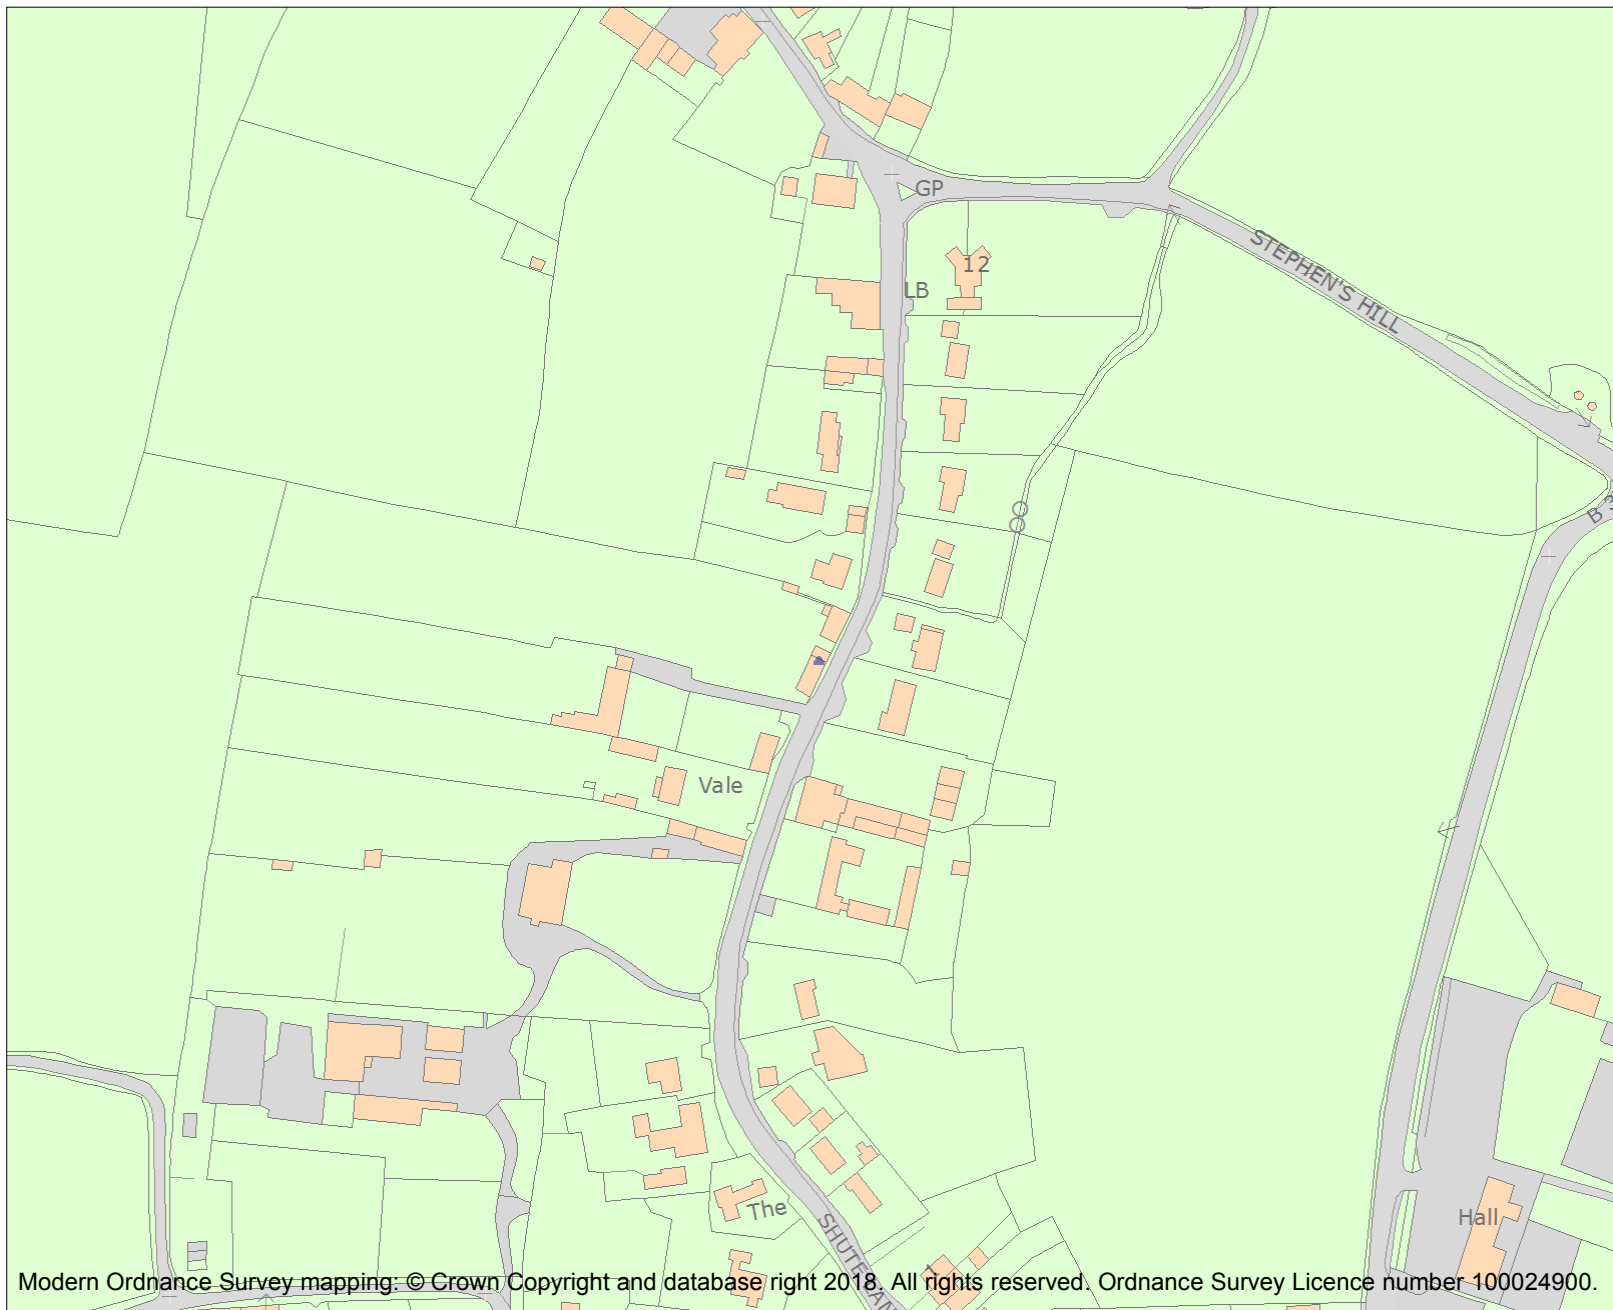 GP
STEPHEN'S HILL
12
LB
B 3
Vale
The
Hall
Modern Ordnance Survey mapping: © Crown Copyright and database right 2018. All rights reserved. Ordnance Survey Licence number 100024900.